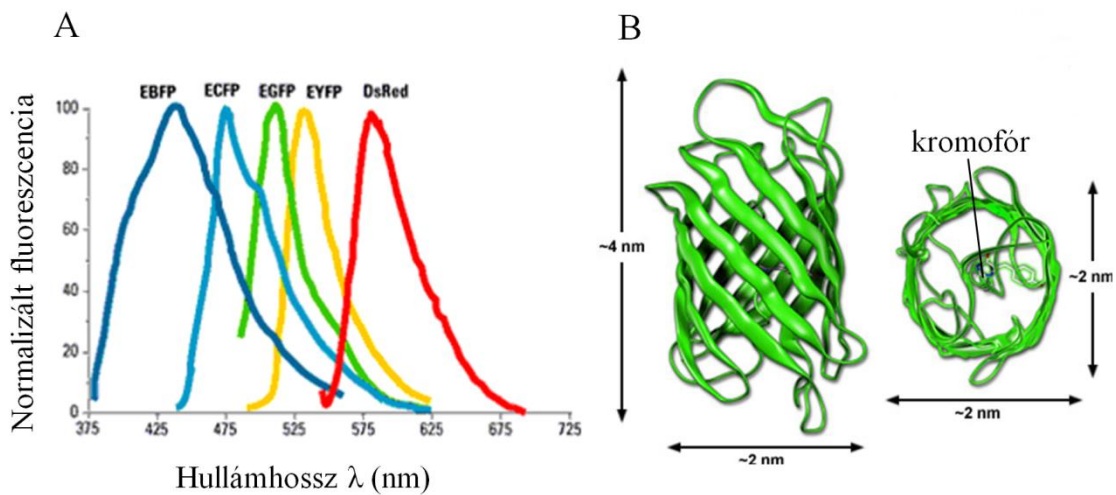 A
B
EBFP ECFP EGFP EYFP DsRed
Normalizált fluoreszcencia
100
80
60
40
20
0
375 425 475 525 575 625 675 725
Hullámhossz λ (nm)
~4 nm
~2 nm
kromofór
~2 nm
~2 nm